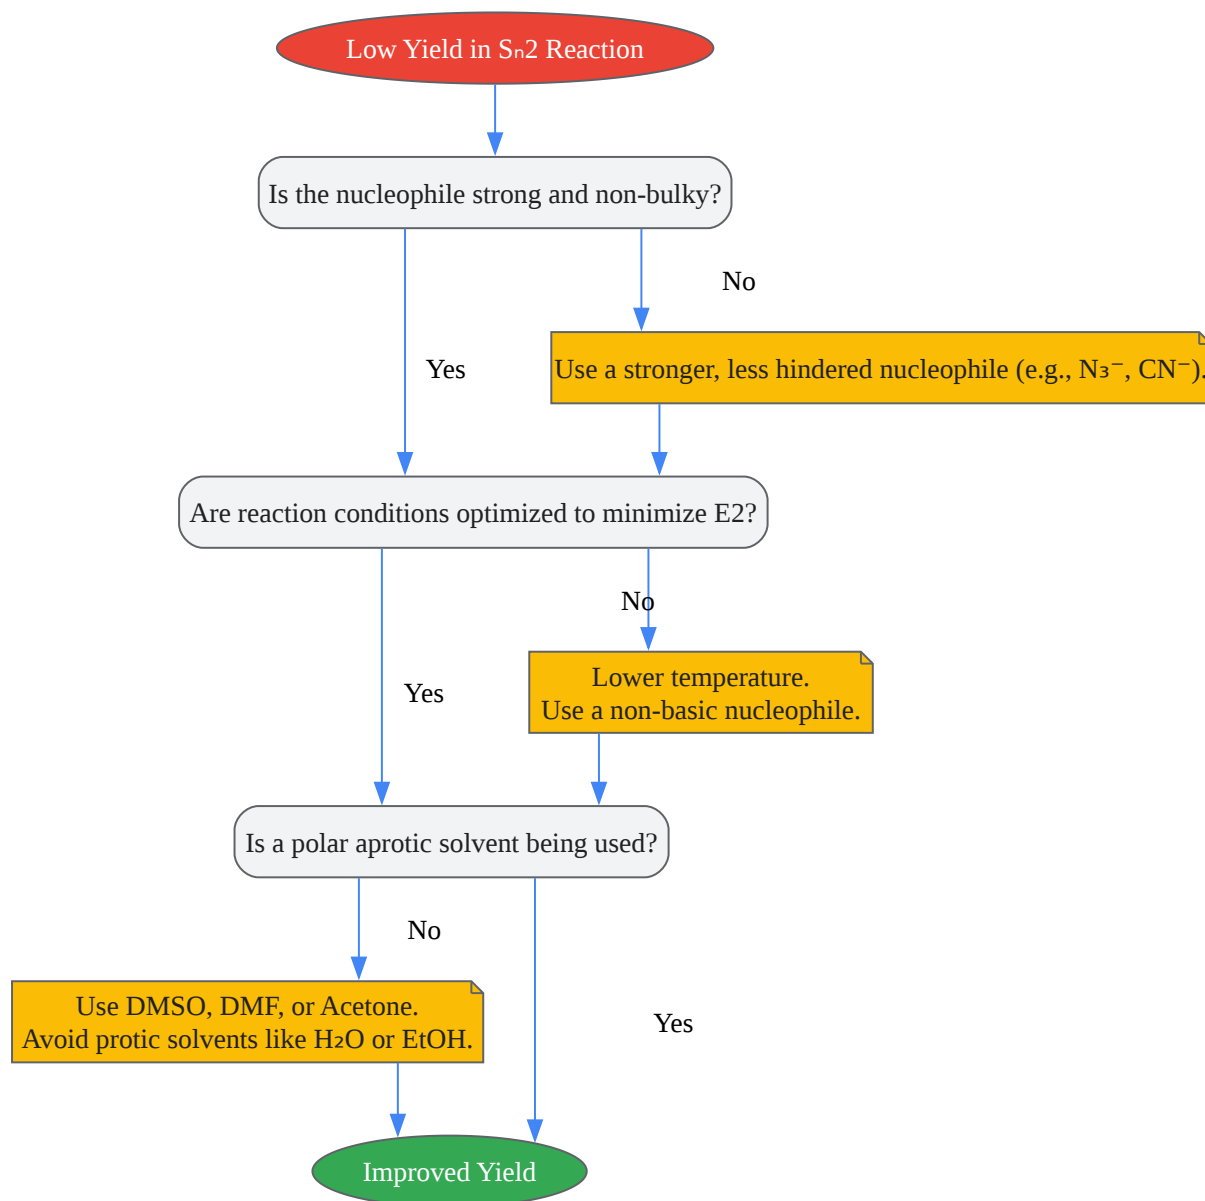 Low Yield in Sₙ2 Reaction
Is the nucleophile strong and non-bulky?
No
Yes
Use a stronger, less hindered nucleophile (e.g., N₃⁻, CN⁻).
Are reaction conditions optimized to minimize E2?
No
Yes
Lower temperature.
Use a non-basic nucleophile.
Is a polar aprotic solvent being used?
No
Use DMSO, DMF, or Acetone.
Avoid protic solvents like H₂O or EtOH.
Yes
Improved Yield